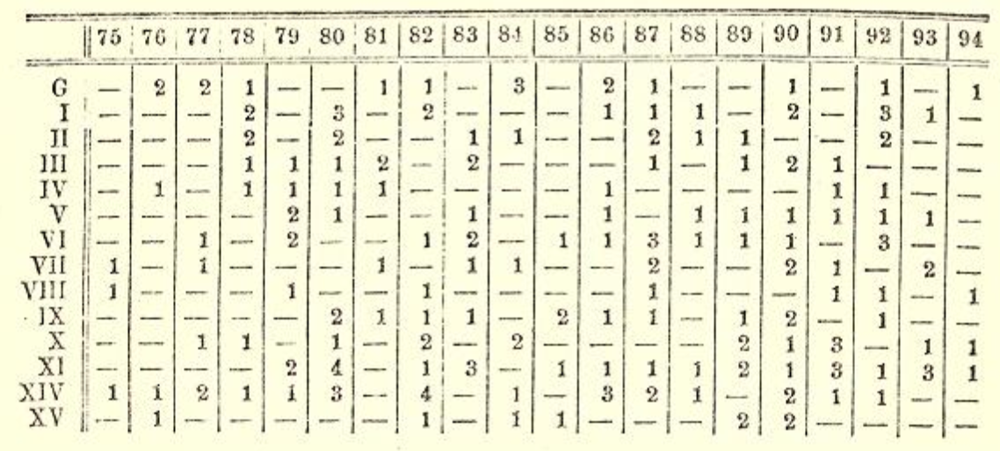 75 76 77 78 79 80 81 82 83 84 85 86 87 88 89 90 91 92 93 94
G — 2 2 1 — — 1 1 — 3 — 2 1 — — 1 — 1 — 1
I — — — 2 — 3 — 2 — — — 1 1 1 — 2 — 3 1 —
II — — — 2 — 2 — — 1 1 — — 2 1 1 — — 2 — —
III — — — 1 1 1 2 — 2 — — — 1 — 1 2 1 — — —
IV — 1 — 1 1 1 1 — — — — 1 — — — — 1 1 — —
V — — — — 2 1 — — 1 — — 1 — 1 1 1 1 1 1 —
VI — — 1 — 2 — — 1 2 — 1 1 3 1 1 1 — 3 — —
VII 1 — 1 — — — 1 — 1 1 — — 2 — — 2 1 — 2 —
VIII 1 — — — 1 — — 1 — — — — 1 — — — 1 1 — 1
IX — — — — — 2 1 1 1 — 2 1 1 — 1 2 — 1 — —
X — — 1 1 — 1 — 2 — 2 — — — — 2 1 3 — 1 1
XI — — — — 2 4 — 1 3 — 1 1 1 1 2 1 3 1 3 1
XIV 1 1 2 1 1 3 — 4 — 1 — 3 2 1 — 2 1 1 — —
XV — 1 — — — — — 1 — 1 1 — — — 2 2 — — — —